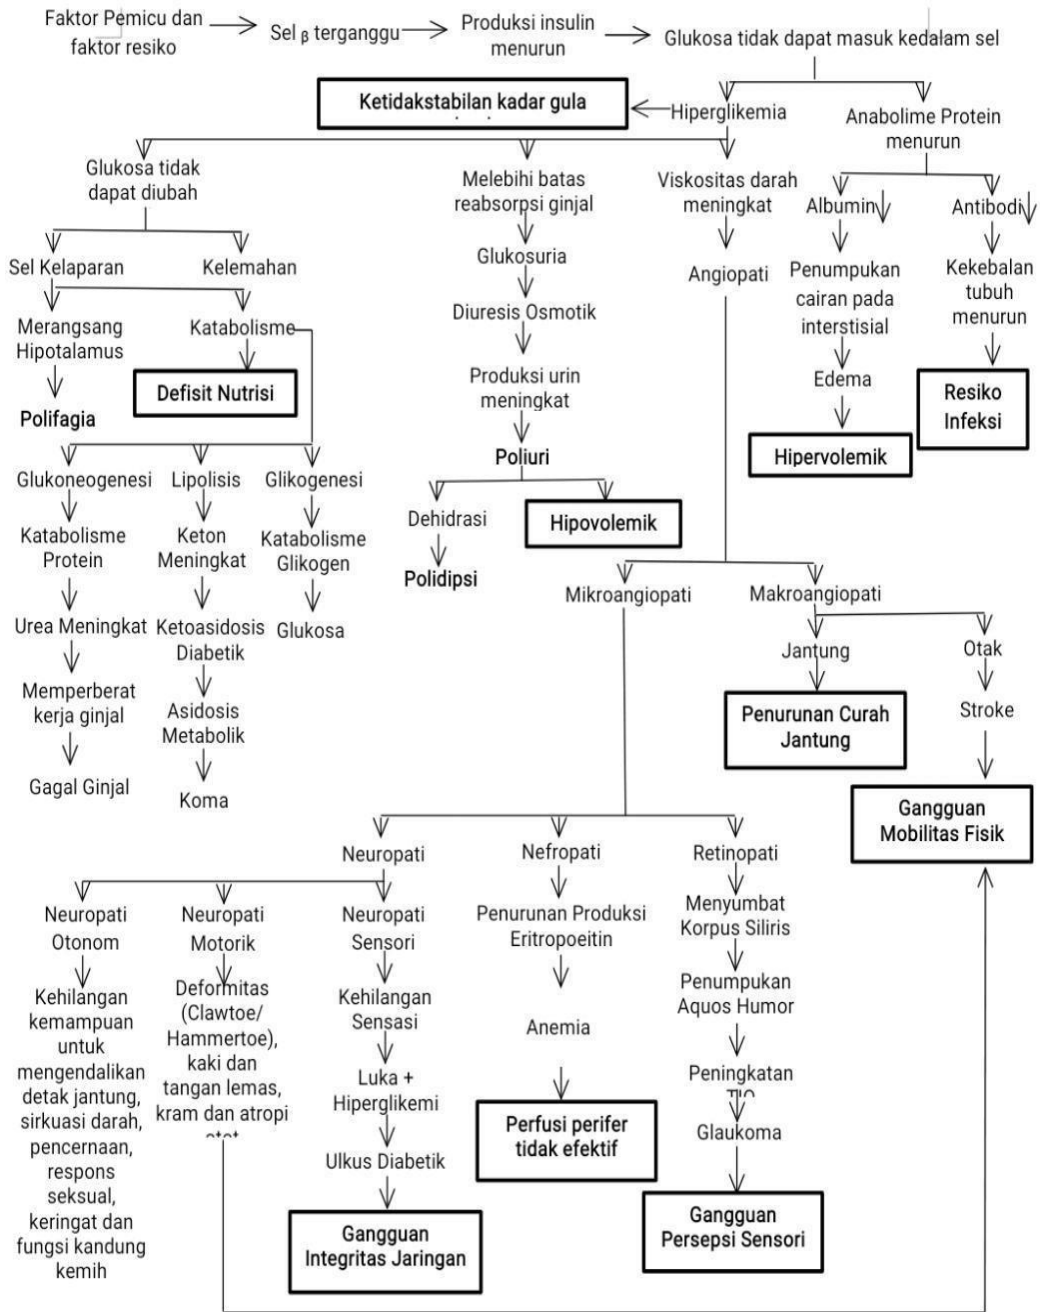 Faktor Pemicu dan
faktor resiko
Sel β terganggu
Produksi insulin
menurun
Glukosa tidak dapat masuk kedalam sel
Ketidakstabilan kadar gula
Hiperglikemia
Anabolime Protein
menurun
Glukosa tidak
dapat diubah
Melebihi batas
reabsorpsi ginjal
Viskositas darah
meningkat
Albumin
Antibodi
Sel Kelaparan
Kelemahan
Glukosuria
Angiopati
Penumpukan
cairan pada
interstisial
Kekebalan
tubuh
menurun
Merangsang
Hipotalamus
Katabolisme
Diuresis Osmotik
Defisit Nutrisi
Produksi urin
meningkat
Edema
Resiko
Infeksi
Polifagia
Poliuri
Hipervolemik
Glukoneogenesi
Lipolisis
Glikogenesi
Dehidrasi
Hipovolemik
Katabolisme
Protein
Keton
Meningkat
Katabolisme
Glikogen
Polidipsi
Mikroangiopati
Makroangiopati
Urea Meningkat
Ketoasidosis
Diabetik
Glukosa
Jantung
Otak
Memperberat
kerja ginjal
Asidosis
Metabolik
Penurunan Curah
Jantung
Stroke
Gagal Ginjal
Koma
Gangguan
Mobilitas Fisik
Neuropati
Nefropati
Retinopati
Neuropati
Otonom
Neuropati
Motorik
Neuropati
Sensori
Penurunan Produksi
Eritropoeitin
Menyumbat
Korpus Siliris
Kehilangan
kemampuan
untuk
mengendalikan
detak jantung,
sirkuasi darah,
pencernaan,
respons
seksual,
keringat dan
fungsi kandung
kemih
Deformitas
(Clawtoe/
Hammertoe),
kaki dan
tangan lemas,
kram dan atropi
Kehilangan
Sensasi
Anemia
Penumpukan
Aquos Humor
Luka +
Hiperglikemi
Peningkatan
Perfusi perifer
tidak efektif
Glaukoma
Ulkus Diabetik
Gangguan
Integritas Jaringan
Gangguan
Persepsi Sensori